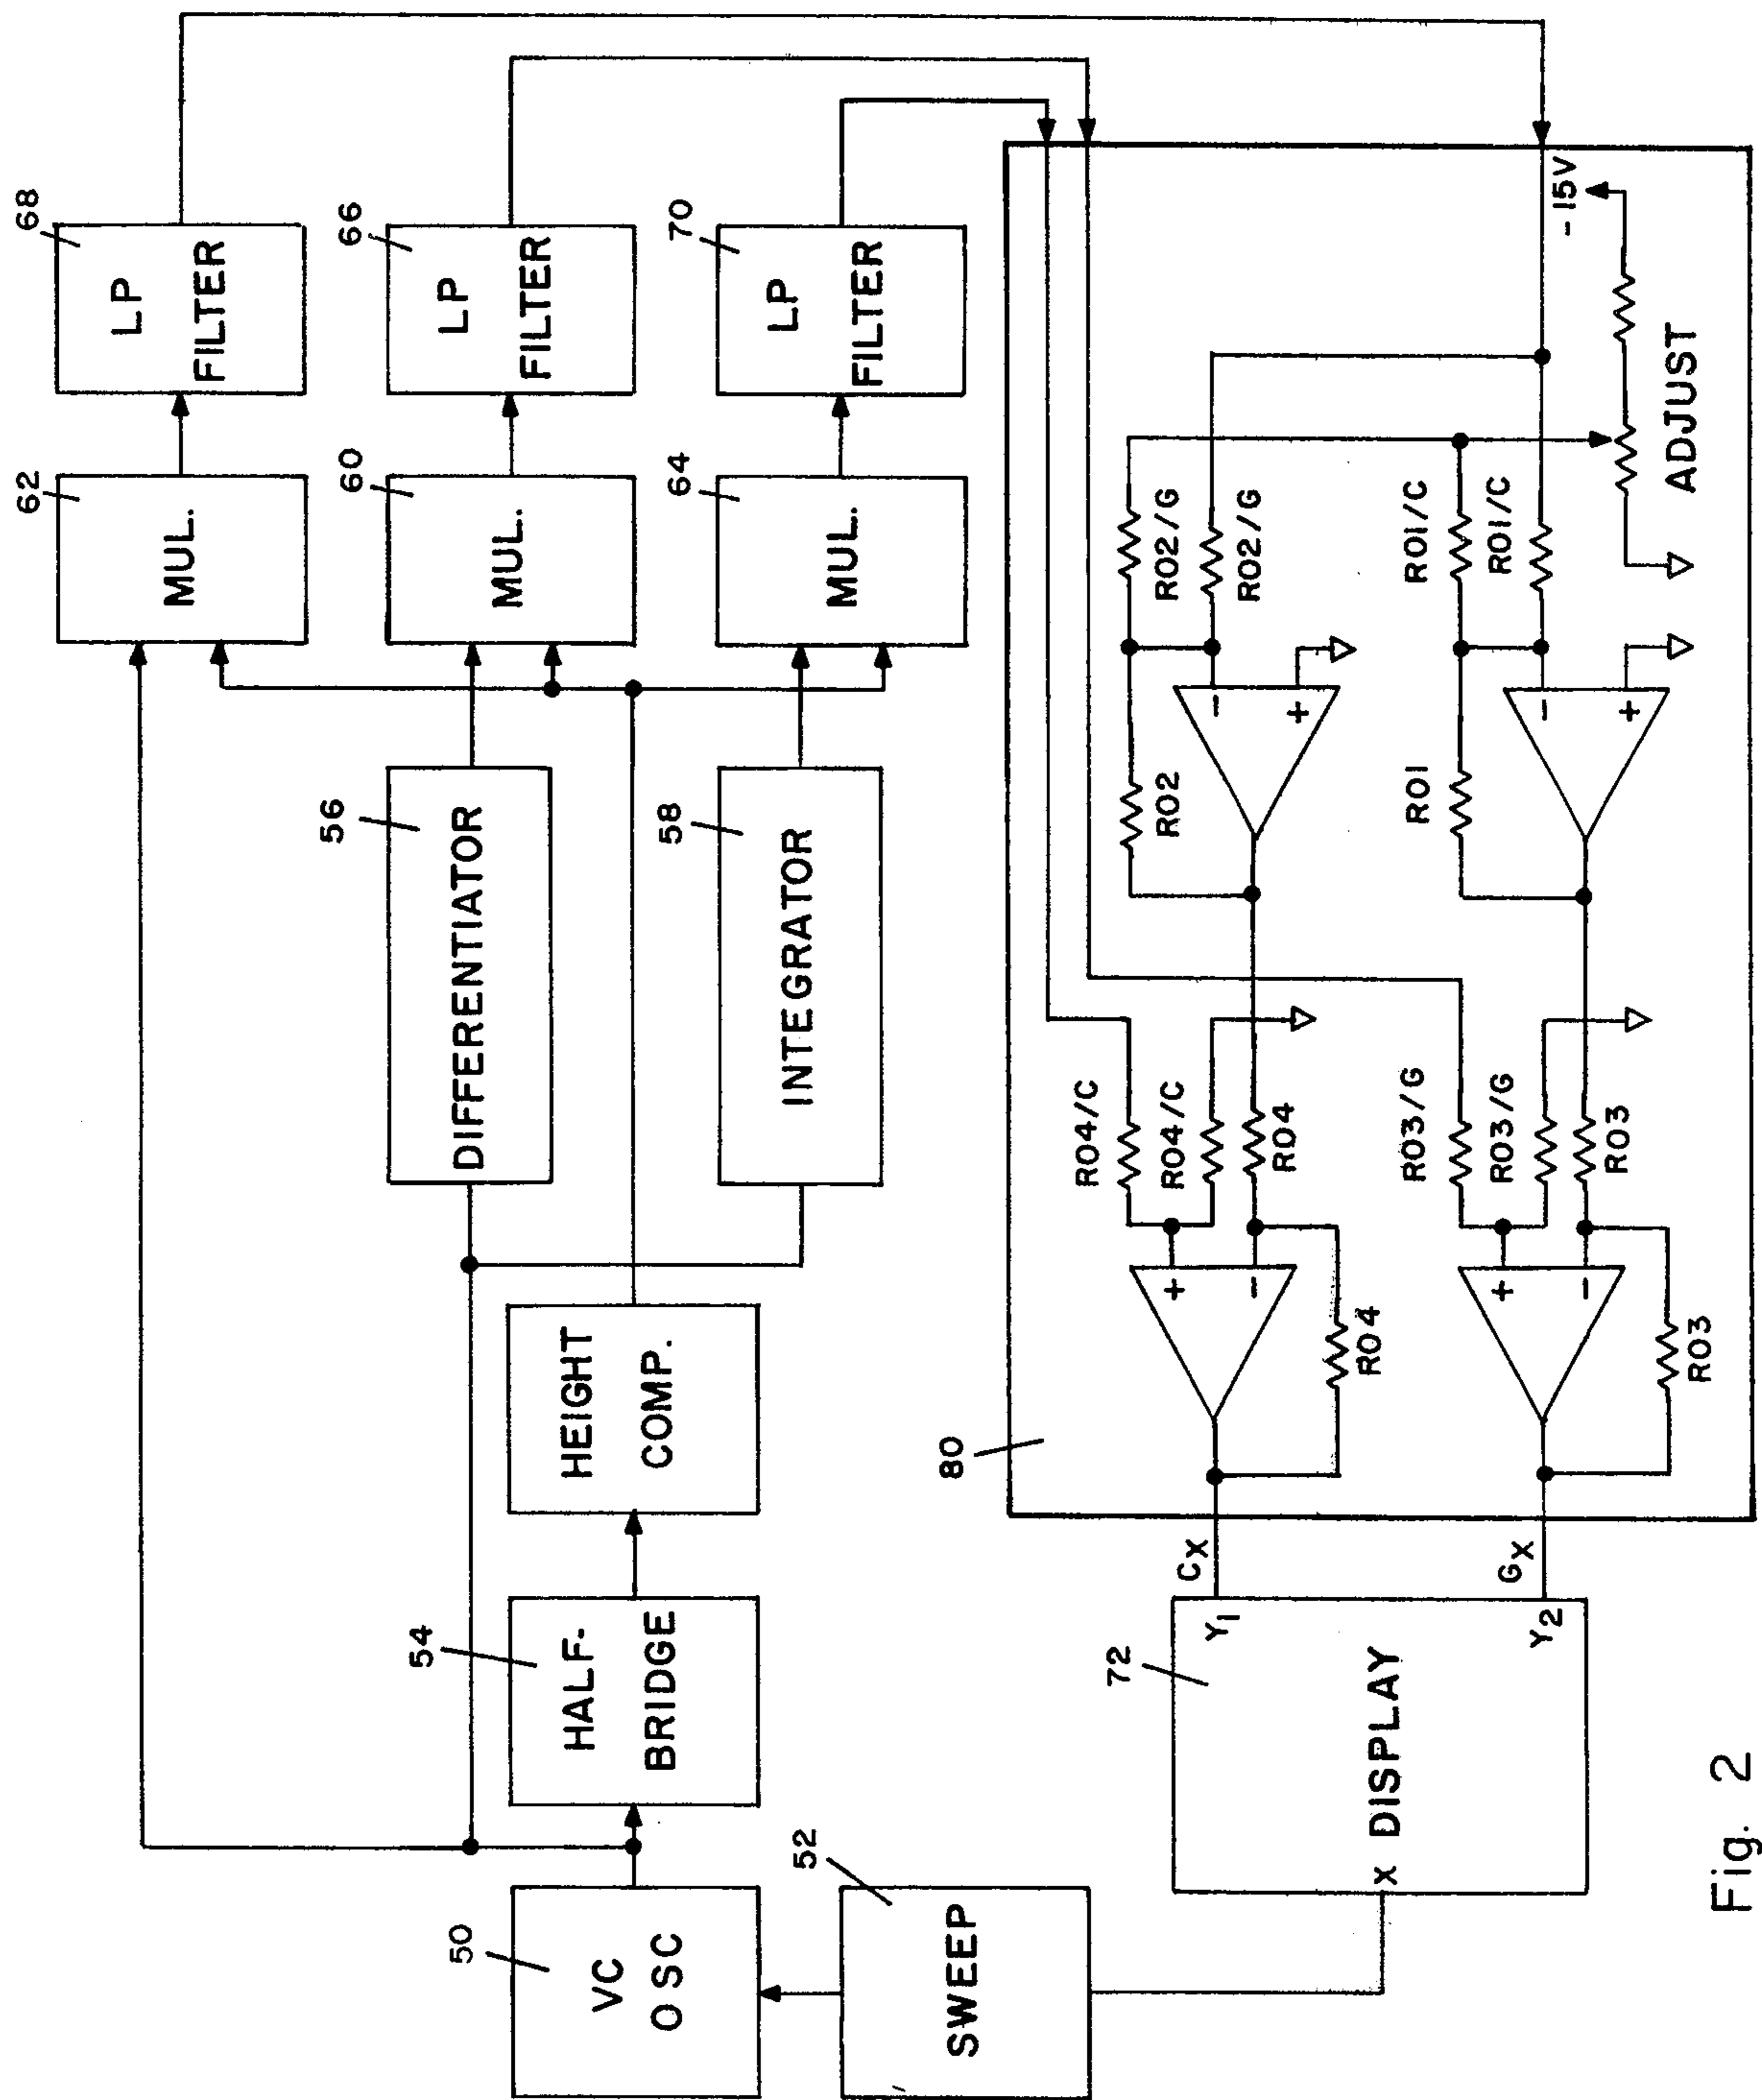 68
LP
FILTER
62
MUL.
66
LP
FILTER
60
MUL.
70
LP
FILTER
64
MUL.
56
DIFFERENTIATOR
58
INTEGRATOR
HEIGHT
COMP.
54
HALF-
BRIDGE
50
VC
OSC
52
SWEEP
72
X DISPLAY
Y1
Y2
CX
GX
80
R04/C
R04/C
R04
R04
+
-
R03/G
R03/G
R03
R03
+
-
R02
R02/G
R02/G
-
+
R01
R01/C
R01/C
-
+
-15V
ADJUST
Fig. 2